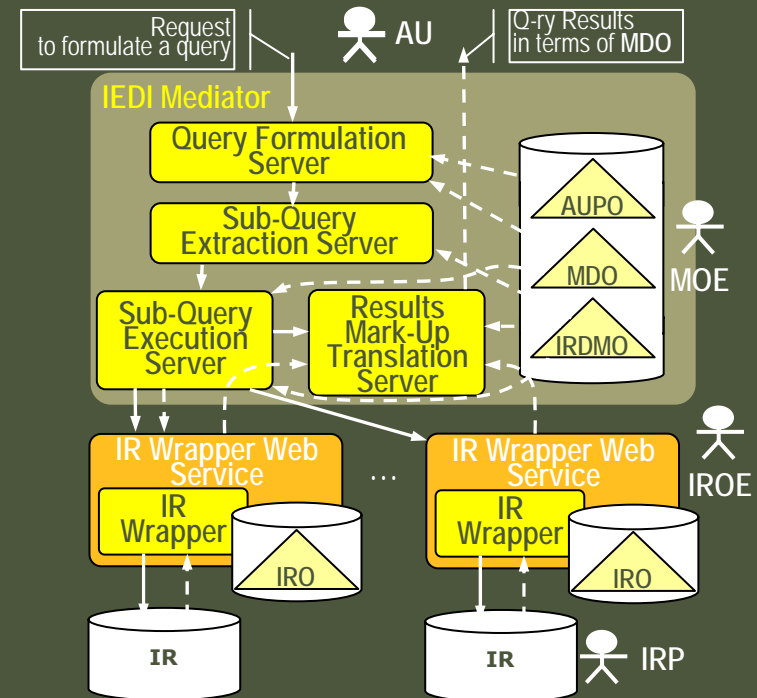 Request
to formulate a query
AU
Q-ry Results
in terms of MDO
IEDI Mediator
Query Formulation
Server
Sub-Query
Extraction Server
AUPO
MDO
IRDMO
MOE
Sub-Query
Execution
Server
Results
Mark-Up
Translation
Server
IR Wrapper Web
Service
IR
Wrapper
IRO
...
IR Wrapper Web
Service
IR
Wrapper
IRO
IROE
IR
IR
IRP